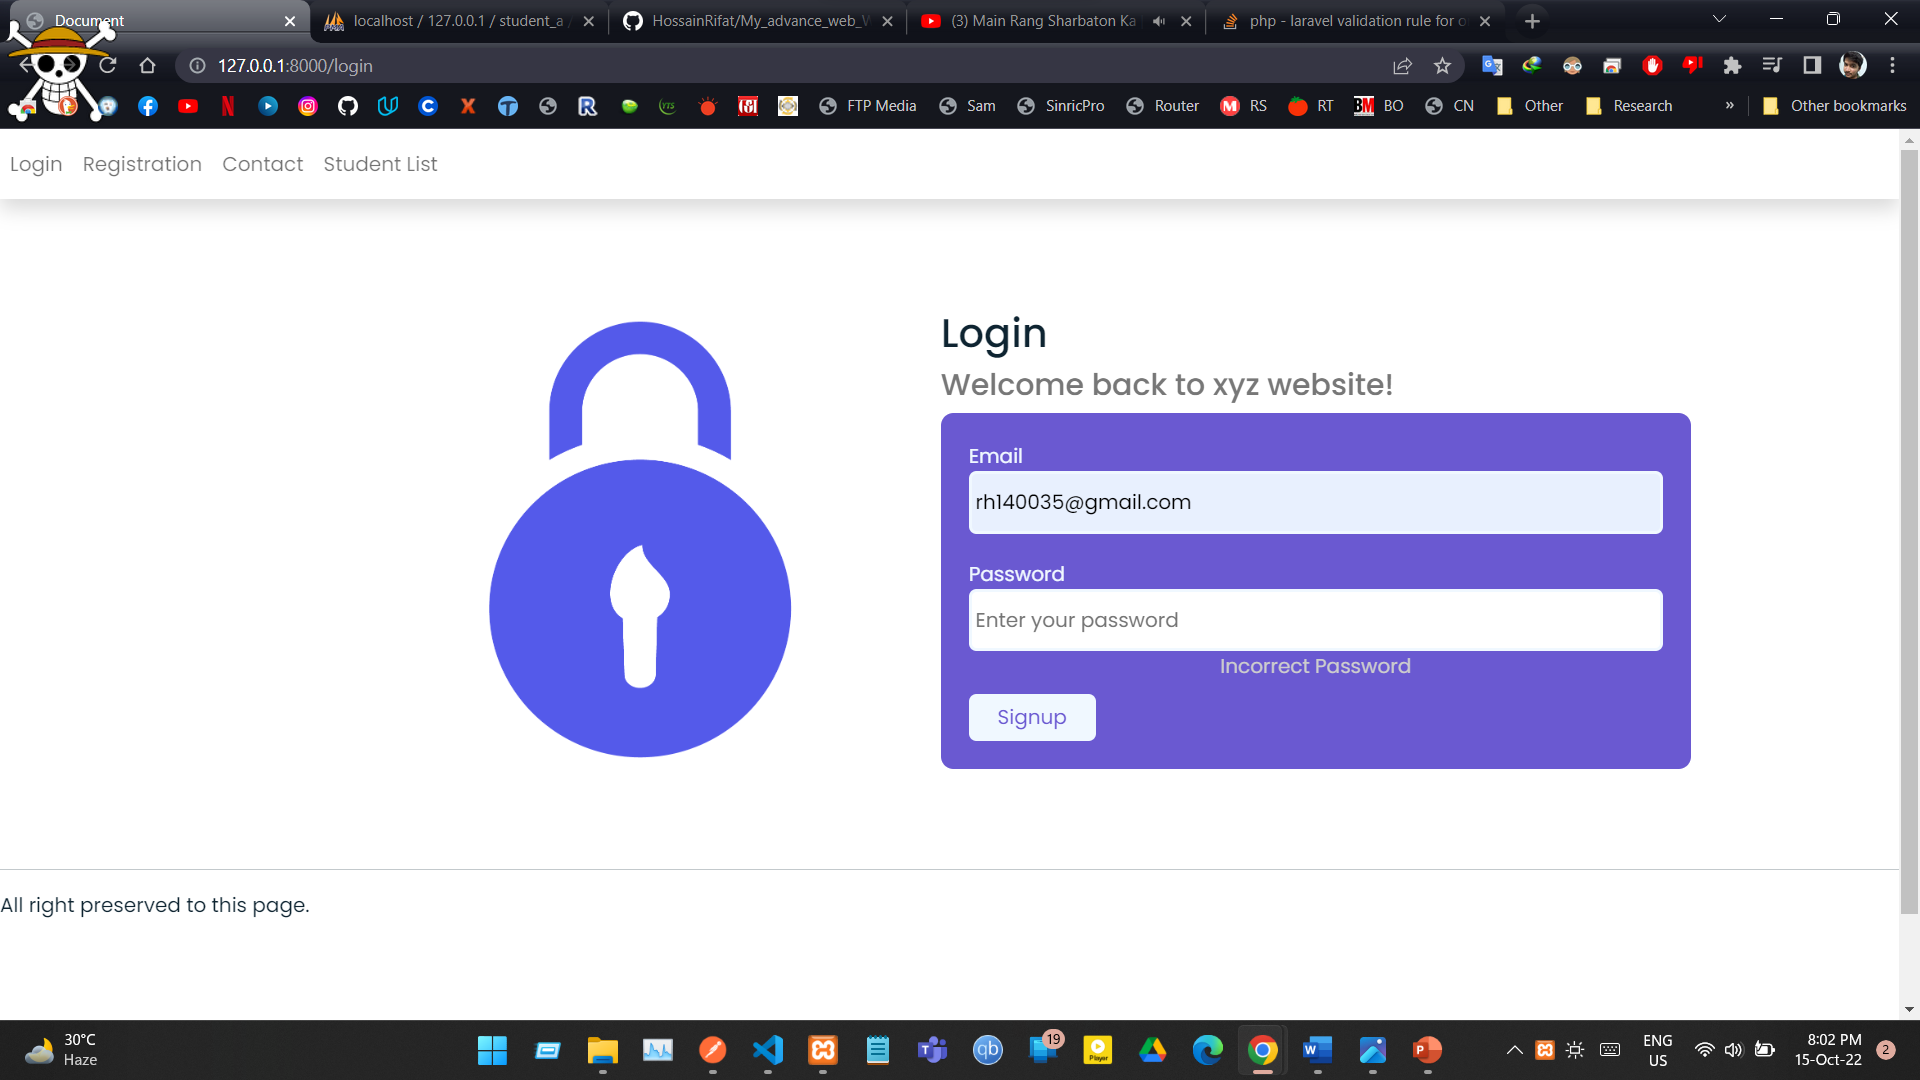 Document
localhost / 127.0.0.1 / student_a
HossainRifat/My_advance_web_
(3) Main Rang Sharbaton Ka
php - laravel validation rule for
127.0.0.1:8000/login
FTP Media
Sam
SinricPro
Router
RS
RT
BO
CN
Other
Research
»
Other bookmarks
Login
Registration
Contact
Student List
Login
Welcome back to xyz website!
Email
rh140035@gmail.com
Password
Enter your password
Incorrect Password
Signup
All right preserved to this page.
30°C
Haze
19
ENG
US
8:02 PM
15-Oct-22
2